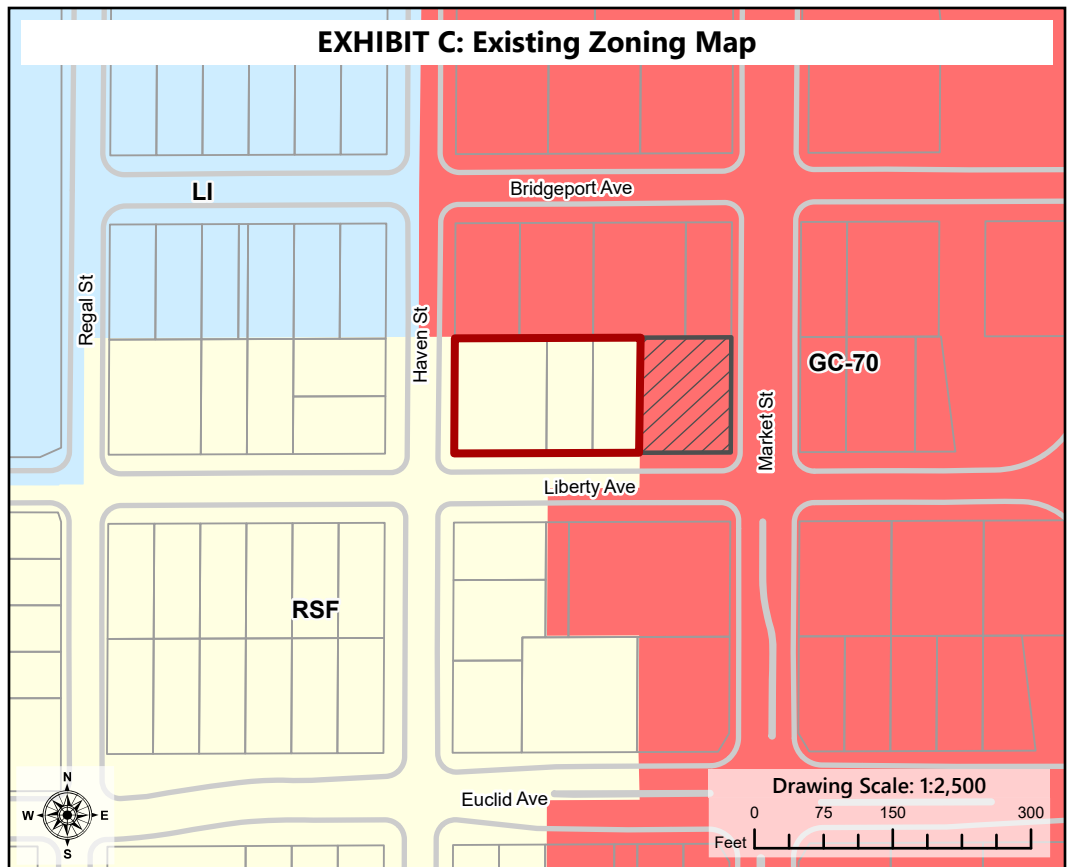 EXHIBIT C: Existing Zoning Map
LI
Bridgeport Ave
Regal St
Haven St
GC-70
Market St
Liberty Ave
RSF
Euclid Ave
N
W
E
S
Drawing Scale: 1:2,500
0 75 150 300
Feet